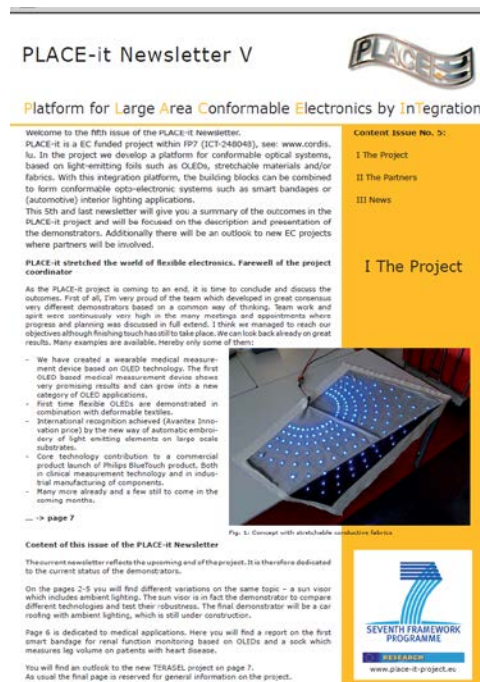 PLACE-it Newsletter V
PLACE-it
Platform for Large Area Conformable Electronics by InTegration
Welcome to the fifth issue of the PLACE-it Newsletter.
PLACE-it is a EC funded project within FP7 (ICT-248048), see: www.cordis.
lu. In the project we develop a platform for conformable optical systems,
based on light-emitting foils such as OLEDs, stretchable materials and/or
fabrics. With this integration platform, the building blocks can be combined
to form conformable opto-electronic systems such as smart bandages or
(automotive) interior lighting applications.
This 5th and last newsletter will give you a summary of the outcomes in the
PLACE-it project and will be focused on the description and presentation of
the demonstrators. Additionally there will be an outlook to new EC projects
where partners will be involved.
PLACE-it stretched the world of flexible electronics. Farewell of the project
coordinator
As the PLACE-it project is coming to an end, it is time to conclude and discuss the
outcomes. First of all, I'm very proud of the team which developed in great consensus
very different demonstrators based on a common way of thinking. Team work and
spirit were continuously very high in the many meetings and appointments where
progress and planning was discussed in full extend. I think we managed to reach our
objectives although finishing touch has still to take place. We can look back already on great
results. Many examples are available. Hereby only some of them:
- We have created a wearable medical measure-
ment device based on OLED technology. The first
OLED based medical measurement device shows
very promising results and can grow into a new
category of OLED applications.
- First time flexible OLEDs are demonstrated in
combination with deformable textiles.
- International recognition achieved (Avantex Inno-
vation price) by the new way of automatic embroi-
dery of light emitting elements on large scale
substrates.
- Core technology contribution to a commercial
product launch of Philips BlueTouch product. Both
in clinical measurement technology and in indus-
trial manufacturing of components.
- Many more already and a few still to come in the
coming months.
... -> page 7
Content of this issue of the PLACE-it Newsletter
The current newsletter reflects the upcoming end of the project. It is therefore dedicated
to the current status of the demonstrators.
On the pages 2-5 you will find different variations on the same topic – a sun visor
which includes ambient lighting. The sun visor is in fact the demonstrator to compare
different technologies and test their robustness. The final demonstrator will be a car
roofing with ambient lighting, which is still under construction.
Page 6 is dedicated to medical applications. Here you will find a report on the first
smart bandage for renal function monitoring based on OLEDs and a sock which
measures leg volume on patients with heart disease.
You will find an outlook to the new TERASEL project on page 7.
As usual the final page is reserved for general information on the project.
Content Issue No. 5:
I The Project
II The Partners
III News
I The Project
Fig. 1: Concept with stretchable conductive fabrics
SEVENTH FRAMEWORK
PROGRAMME
RESEARCH
www.place-it-project.eu